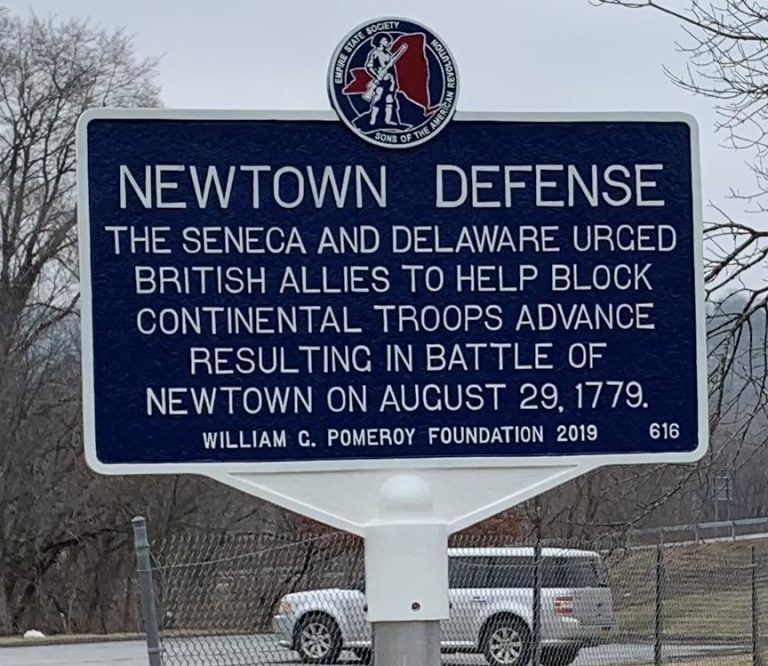 EMPIRE STATE SOCIETY
SONS OF THE AMERICAN REVOLUTION
NEWTOWN DEFENSE
THE SENECA AND DELAWARE URGED
BRITISH ALLIES TO HELP BLOCK
CONTINENTAL TROOPS ADVANCE
RESULTING IN BATTLE OF
NEWTOWN ON AUGUST 29, 1779.
WILLIAM G. POMEROY FOUNDATION 2019 616